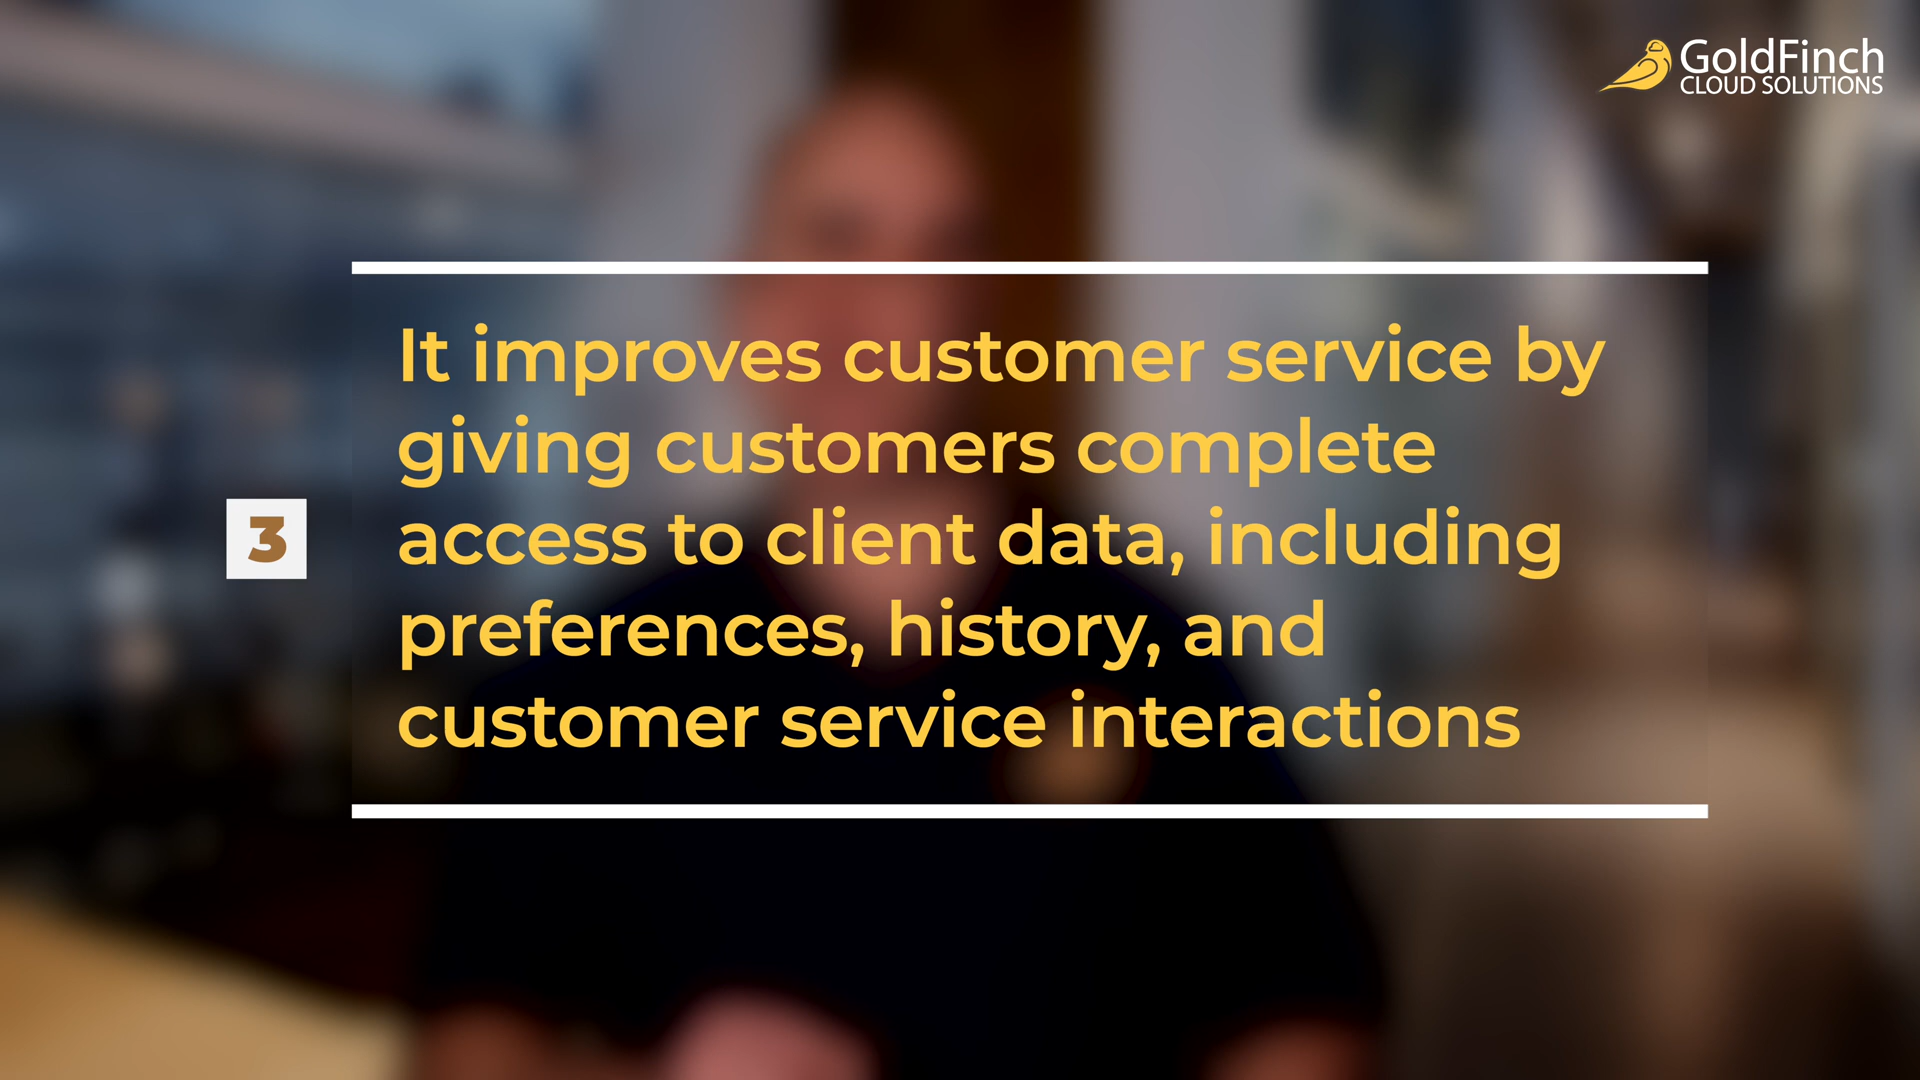 GoldFinch
CLOUD SOLUTIONS
It improves customer service by
giving customers complete
access to client data, including
3
preferences, history, and
customer service interactions